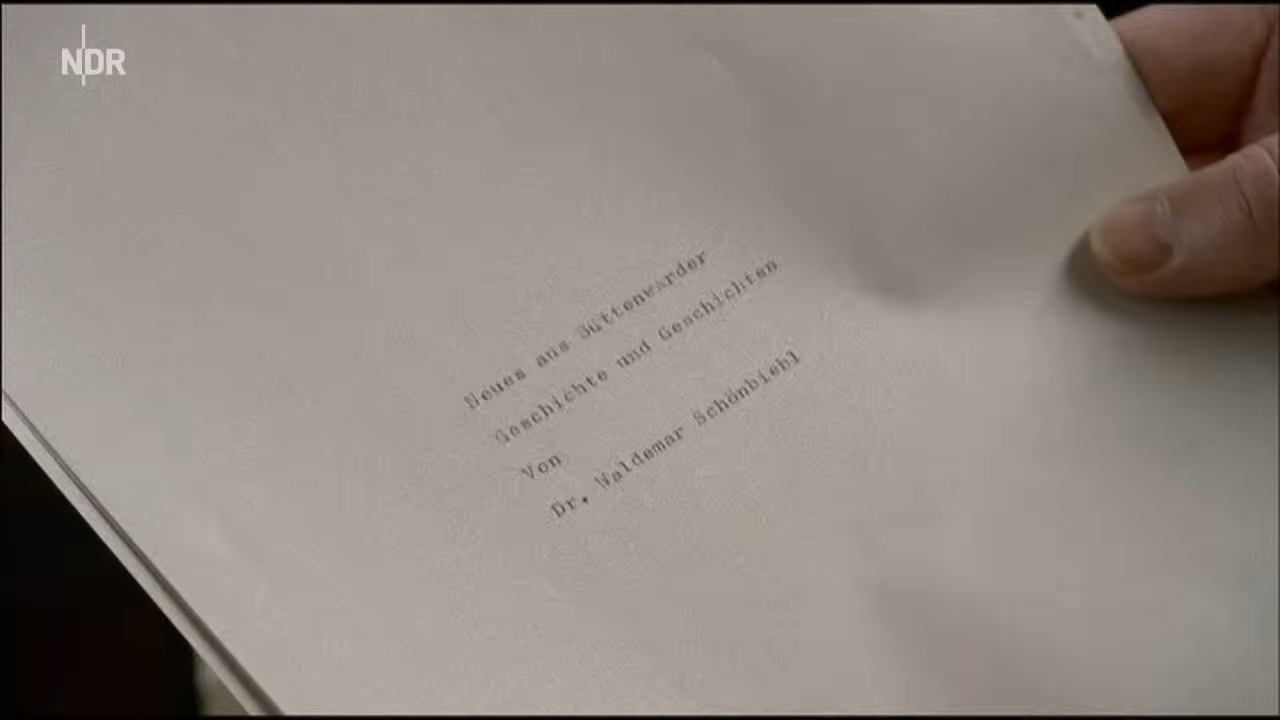 NDR
Neues aus Büttenwarder
Geschichte und Geschichten
Von
Dr. Waldemar Schönbiehl